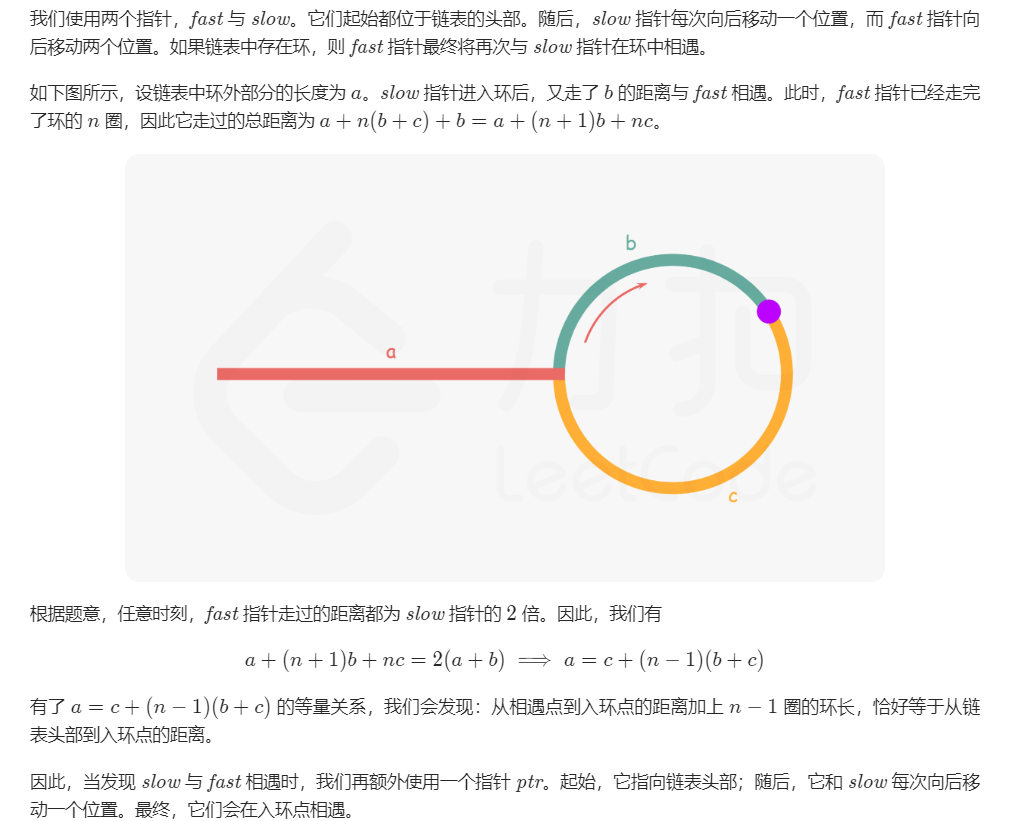 我们使用两个指针，fast 与 slow。它们起始都位于链表的头部。随后，slow 指针每次向后移动一个位置，而 fast 指针向
后移动两个位置。如果链表中存在环，则 fast 指针最终将再次与 slow 指针在环中相遇。
如下图所示，设链表中环外部分的长度为 a。slow 指针进入环后，又走了 b 的距离与 fast 相遇。此时，fast 指针已经走完
了环的 n 圈，因此它走过的总距离为 a + n(b + c) + b = a + (n + 1)b + nc。
b
a
力扣
LeetCode
c
根据题意，任意时刻，fast 指针走过的距离都为 slow 指针的 2 倍。因此，我们有
a + (n + 1)b + nc = 2(a + b) ⟹ a = c + (n − 1)(b + c)
有了 a = c + (n − 1)(b + c) 的等量关系，我们会发现：从相遇点到入环点的距离加上 n − 1 圈的环长，恰好等于从链
表头部到入环点的距离。
因此，当发现 slow 与 fast 相遇时，我们再额外使用一个指针 ptr。起始，它指向链表头部；随后，它和 slow 每次向后移
动一个位置。最终，它们会在入环点相遇。